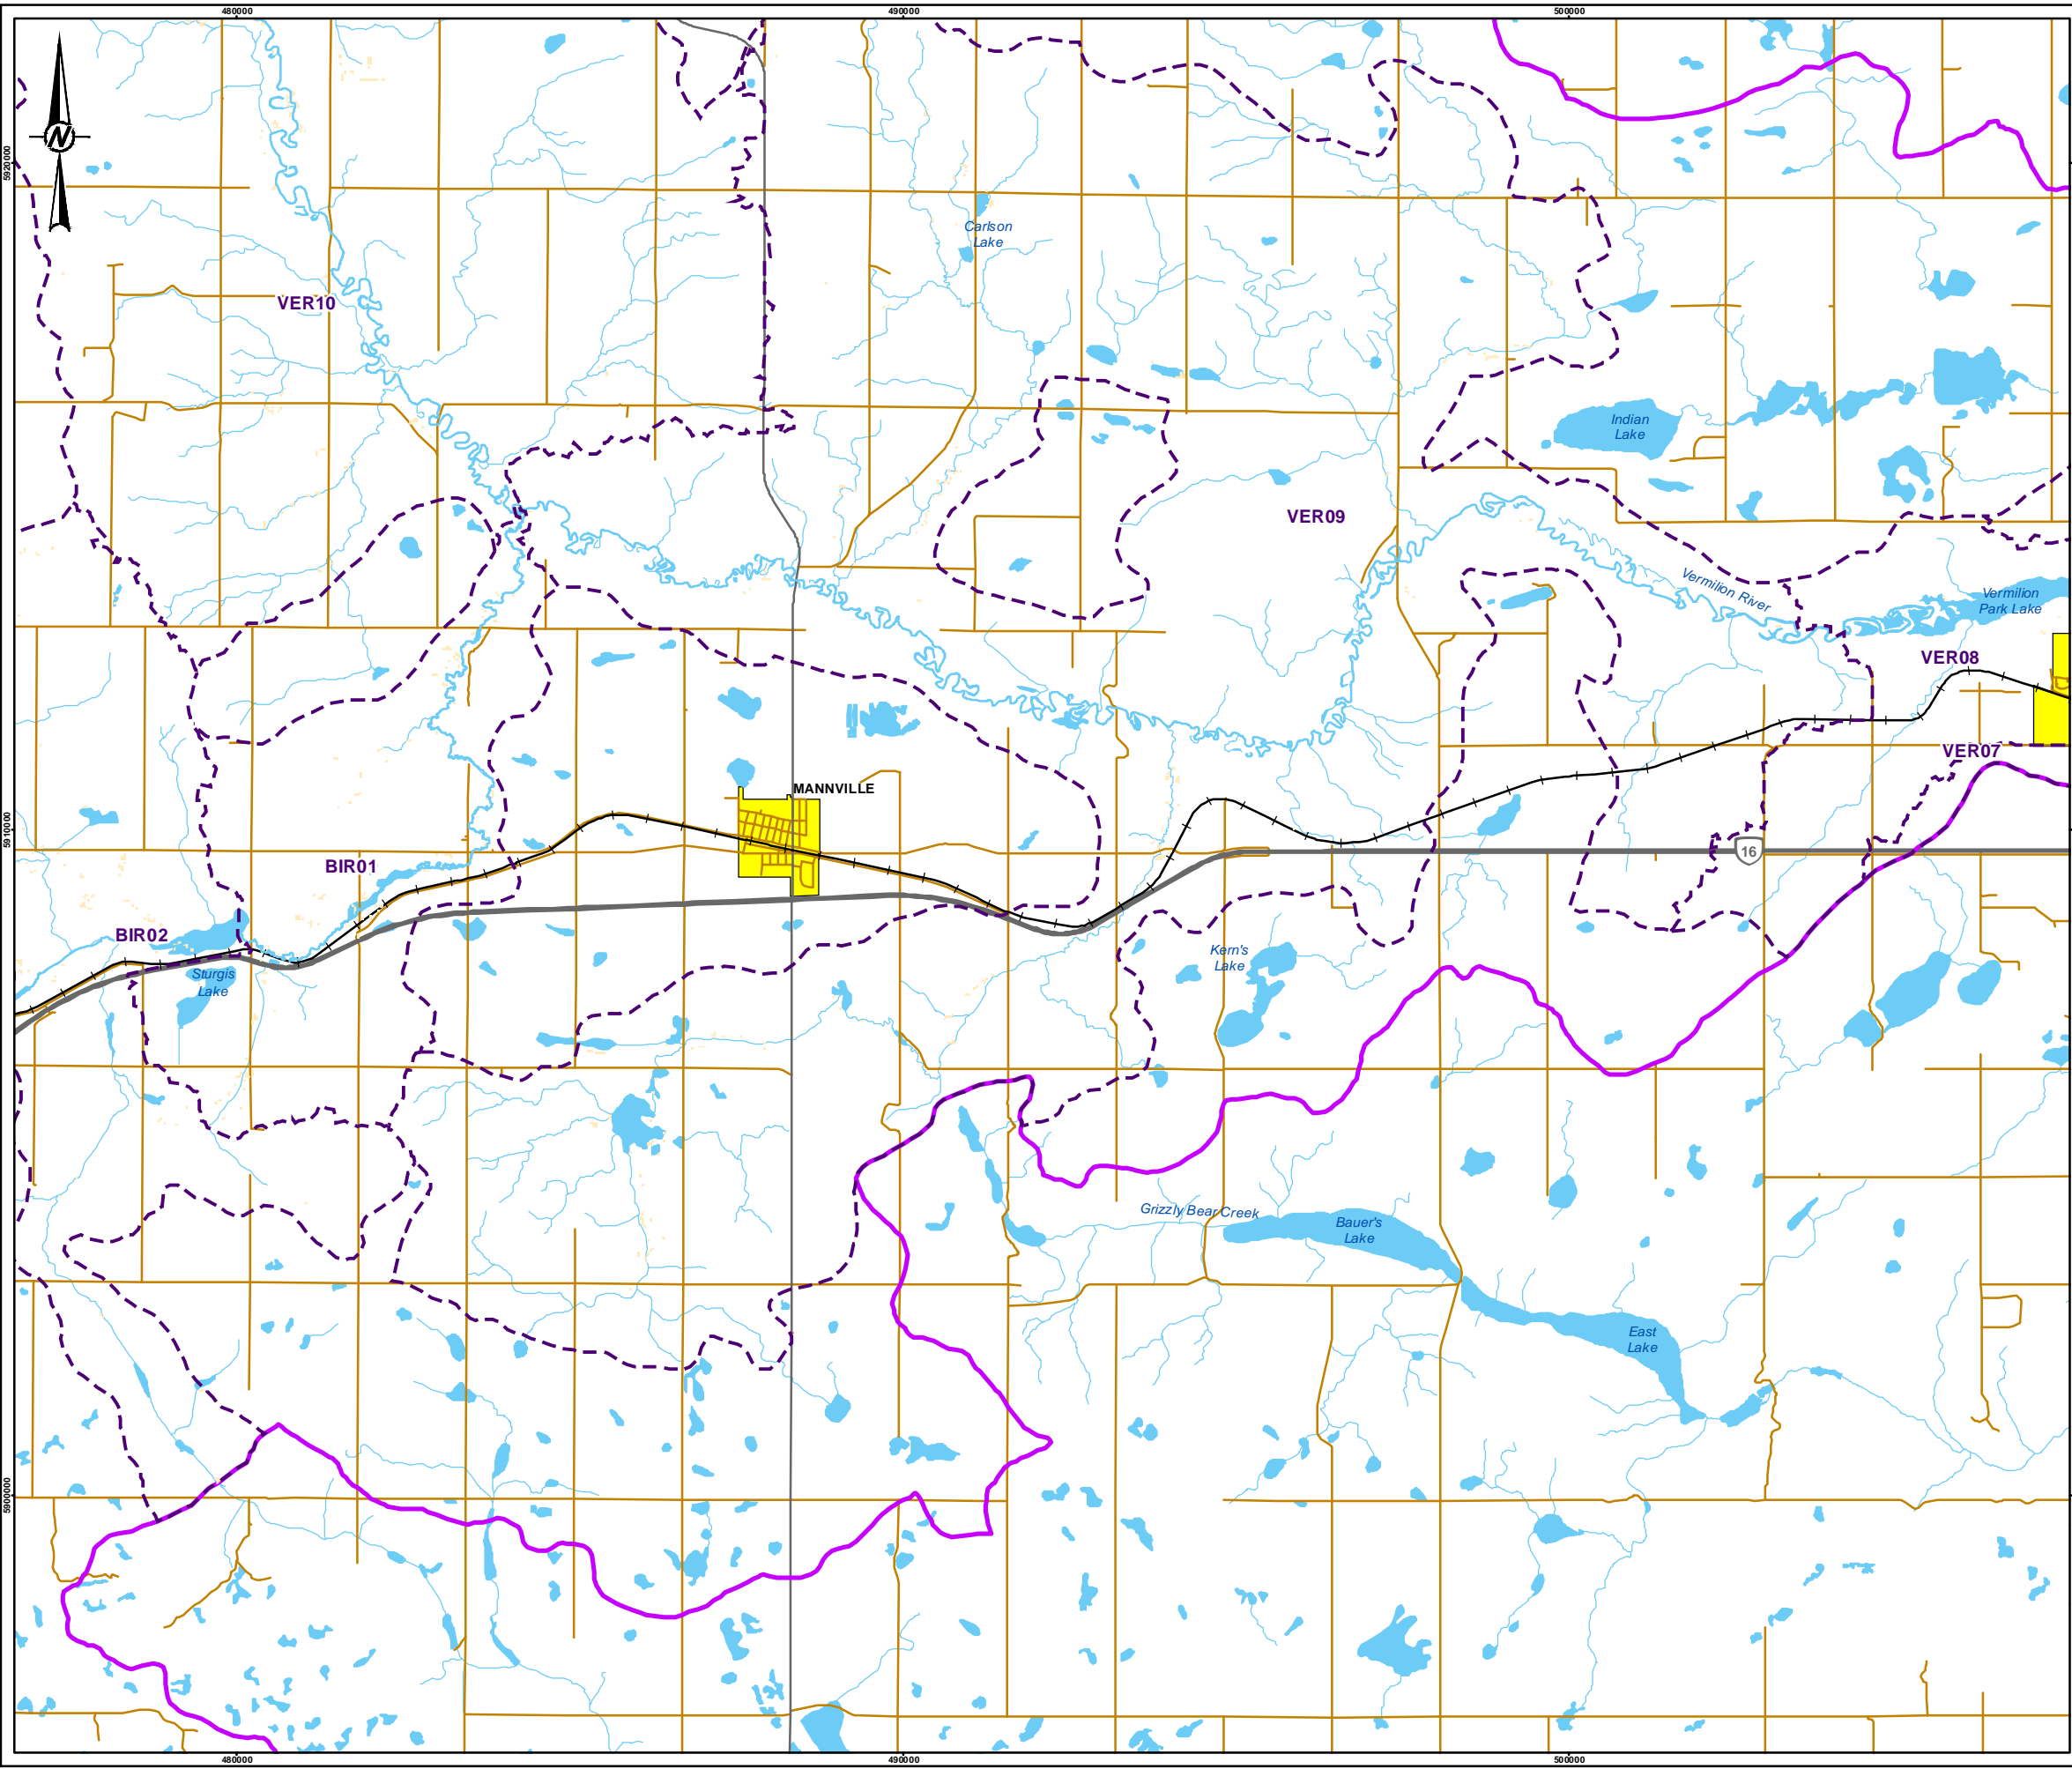 480000
490000
500000
N
5920000
Carlson
Lake
VER10
Indian
Lake
VER09
Vermilion River
Vermilion
Park Lake
VER08
VER07
MANNVILLE
5910000
16
BIR01
BIR02
Sturgis
Lake
Kern's
Lake
Grizzly Bear Creek
Bauer's
Lake
East
Lake
5900000
480000
490000
500000